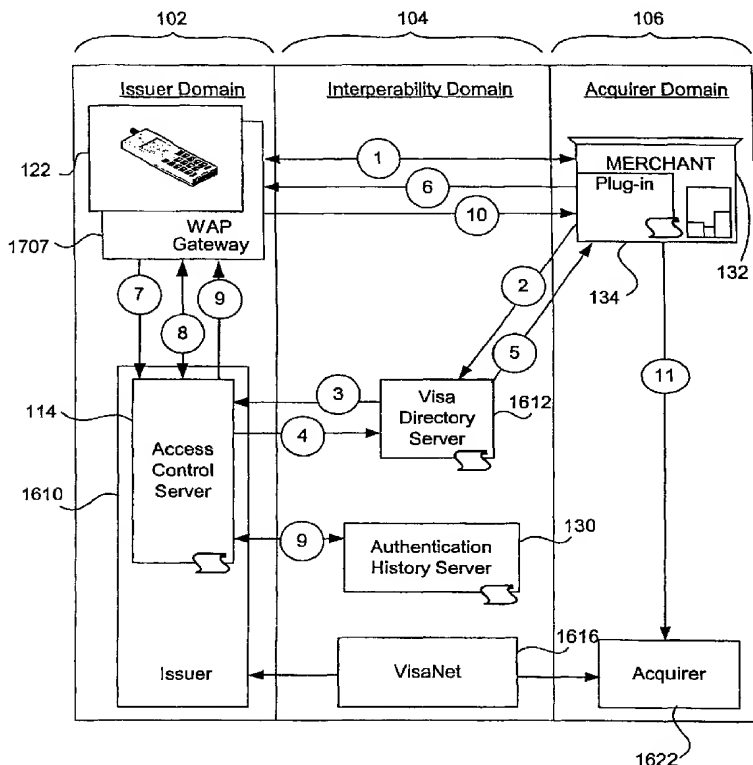 102
104
106
Issuer Domain
Interperability Domain
Acquirer Domain
122
1
MERCHANT
6
Plug-in
10
WAP
Gateway
1707
132
134
7
8
9
2
5
11
114
3
Visa
Directory
Server
1612
4
Access
Control
Server
1610
130
9
Authentication
History Server
1616
Issuer
VisaNet
Acquirer
1622